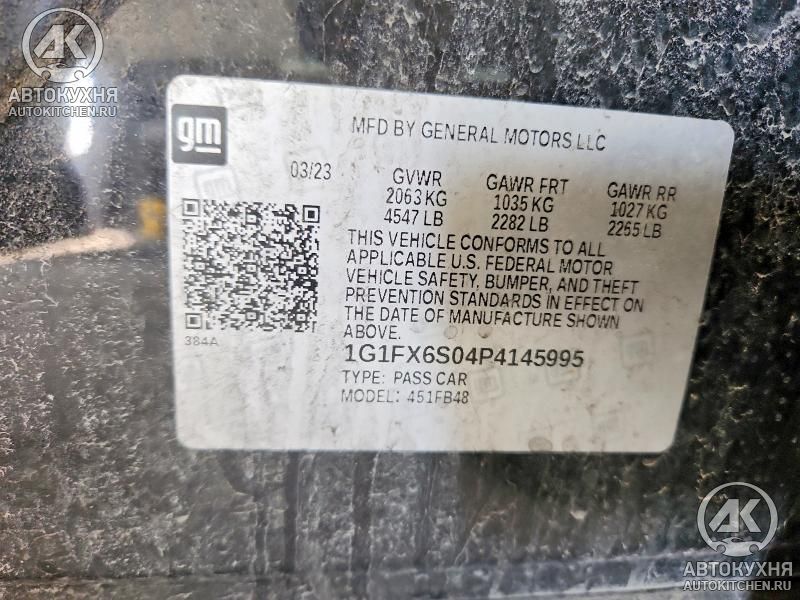 AK
АВТОКУХНЯ
AUTOKITCHEN.RU
gm
MFD BY GENERAL MOTORS LLC
03/23
GVWR
2063 KG
4547 LB
GAWR FRT
1035 KG
2282 LB
GAWR RR
1027 KG
2265 LB
THIS VEHICLE CONFORMS TO ALL
APPLICABLE U.S. FEDERAL MOTOR
VEHICLE SAFETY, BUMPER, AND THEFT
PREVENTION STANDARDS IN EFFECT ON
THE DATE OF MANUFACTURE SHOWN
ABOVE.
384A
1G1FX6S04P4145995
TYPE: PASS CAR
MODEL: 451FB48
AK
АВТОКУХНЯ
AUTOKITCHEN.RU